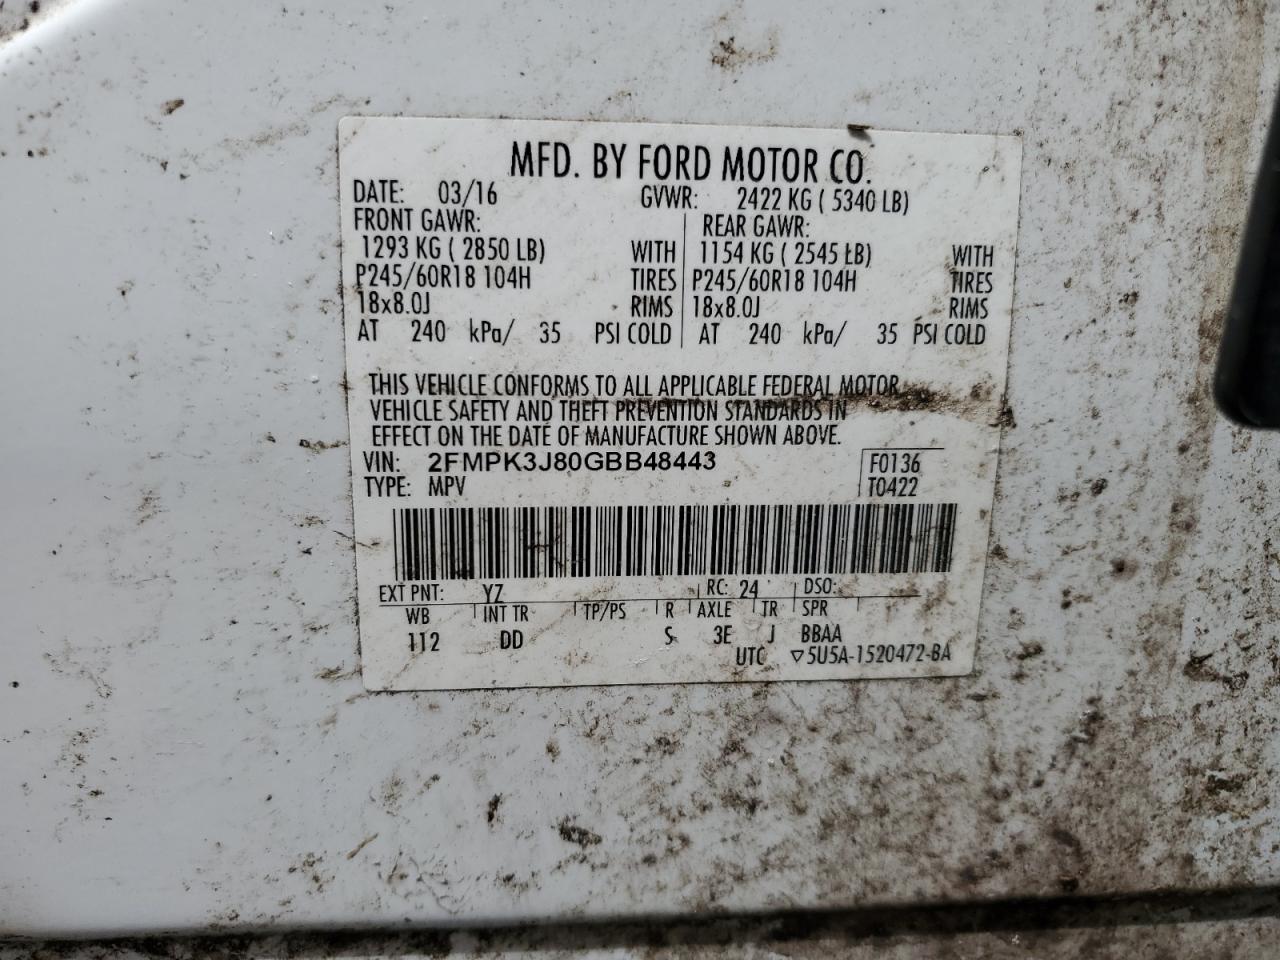 MFD. BY FORD MOTOR CO.
DATE: 03/16 GVWR: 2422 KG ( 5340 LB)
FRONT GAWR: REAR GAWR:
1293 KG ( 2850 LB) WITH 1154 KG ( 2545 LB) WITH
P245/60R18 104H TIRES P245/60R18 104H TIRES
18x8.0J RIMS 18x8.0J RIMS
AT 240 kPa/ 35 PSI COLD AT 240 kPa/ 35 PSI COLD
THIS VEHICLE CONFORMS TO ALL APPLICABLE FEDERAL MOTOR
VEHICLE SAFETY AND THEFT PREVENTION STANDARDS IN
EFFECT ON THE DATE OF MANUFACTURE SHOWN ABOVE.
VIN: 2FMPK3J80GBB48443 F0136
TYPE: MPV T0422
EXT PNT: YZ RC: 24 DSO:
WB INT TR TP/PS R AXLE TR SPR
112 DD S 3E J BBAA
UTC ▽5U5A-1520472-BA